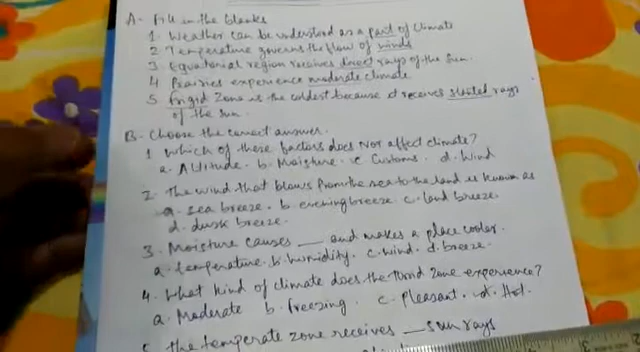 A- Fill in the blanks
1. Weather can be understood as a part of climate
2. Temperature governs the flow of winds
3. Equatorial region receives direct rays of the sun.
4 Prairies experience moderate climate
5 Frigid Zone is the coldest because it receives slanted rays
of the sun.
B- Choose the correct answer.
1 which of these factors does NOT affect climate?
a. Altitude. b. Moisture. c Customs. d. wind
2. The wind that blows from the sea to the land is known as
a. sea breeze. b evening breeze. c. land breeze.
d. dusk breeze.
3. Moisture causes ___ and makes a place cooler.
a. temperature. b. humidity. c. wind. d. breeze.
4. What kind of climate does the Torrid zone experience?
a. Moderate b. freezing. c. pleasant. d. Hot.
the temperate zone receives ___ sun rays